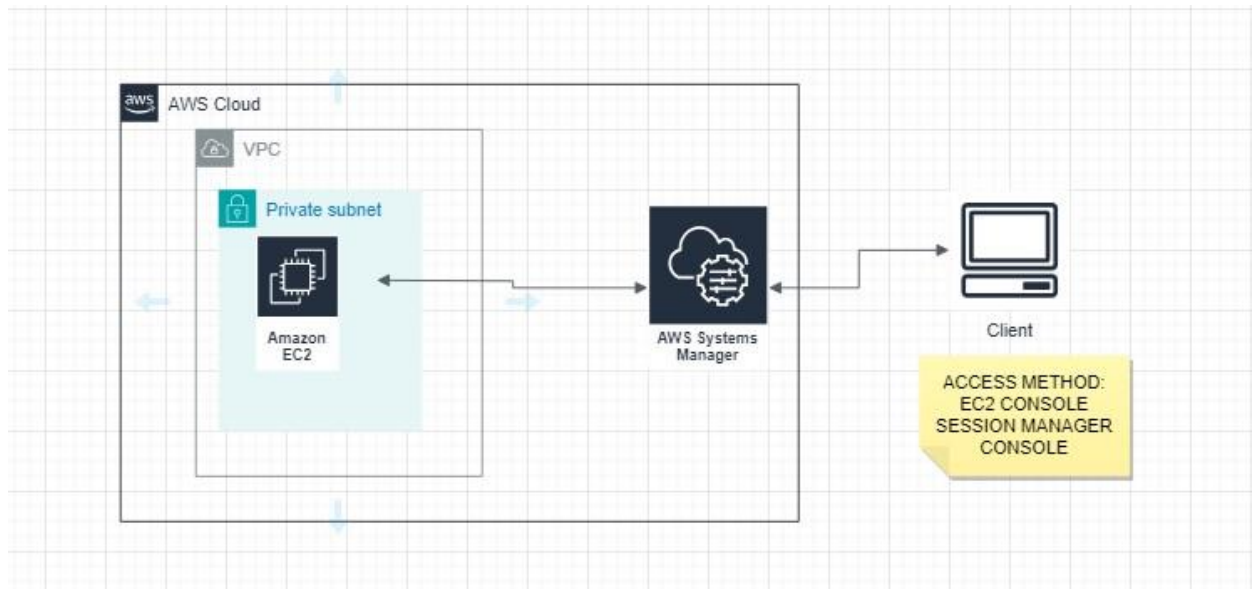 aws
AWS Cloud
VPC
Private subnet
Amazon
EC2
AWS Systems
Manager
Client
ACCESS METHOD:
EC2 CONSOLE
SESSION MANAGER
CONSOLE